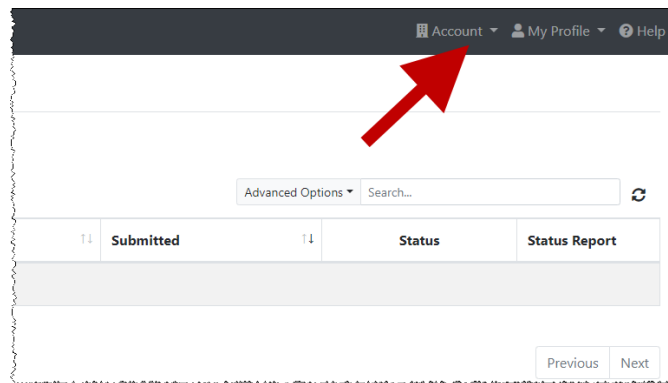 Account My Profile Help
Advanced Options Search...
Submitted Status Status Report
Previous Next